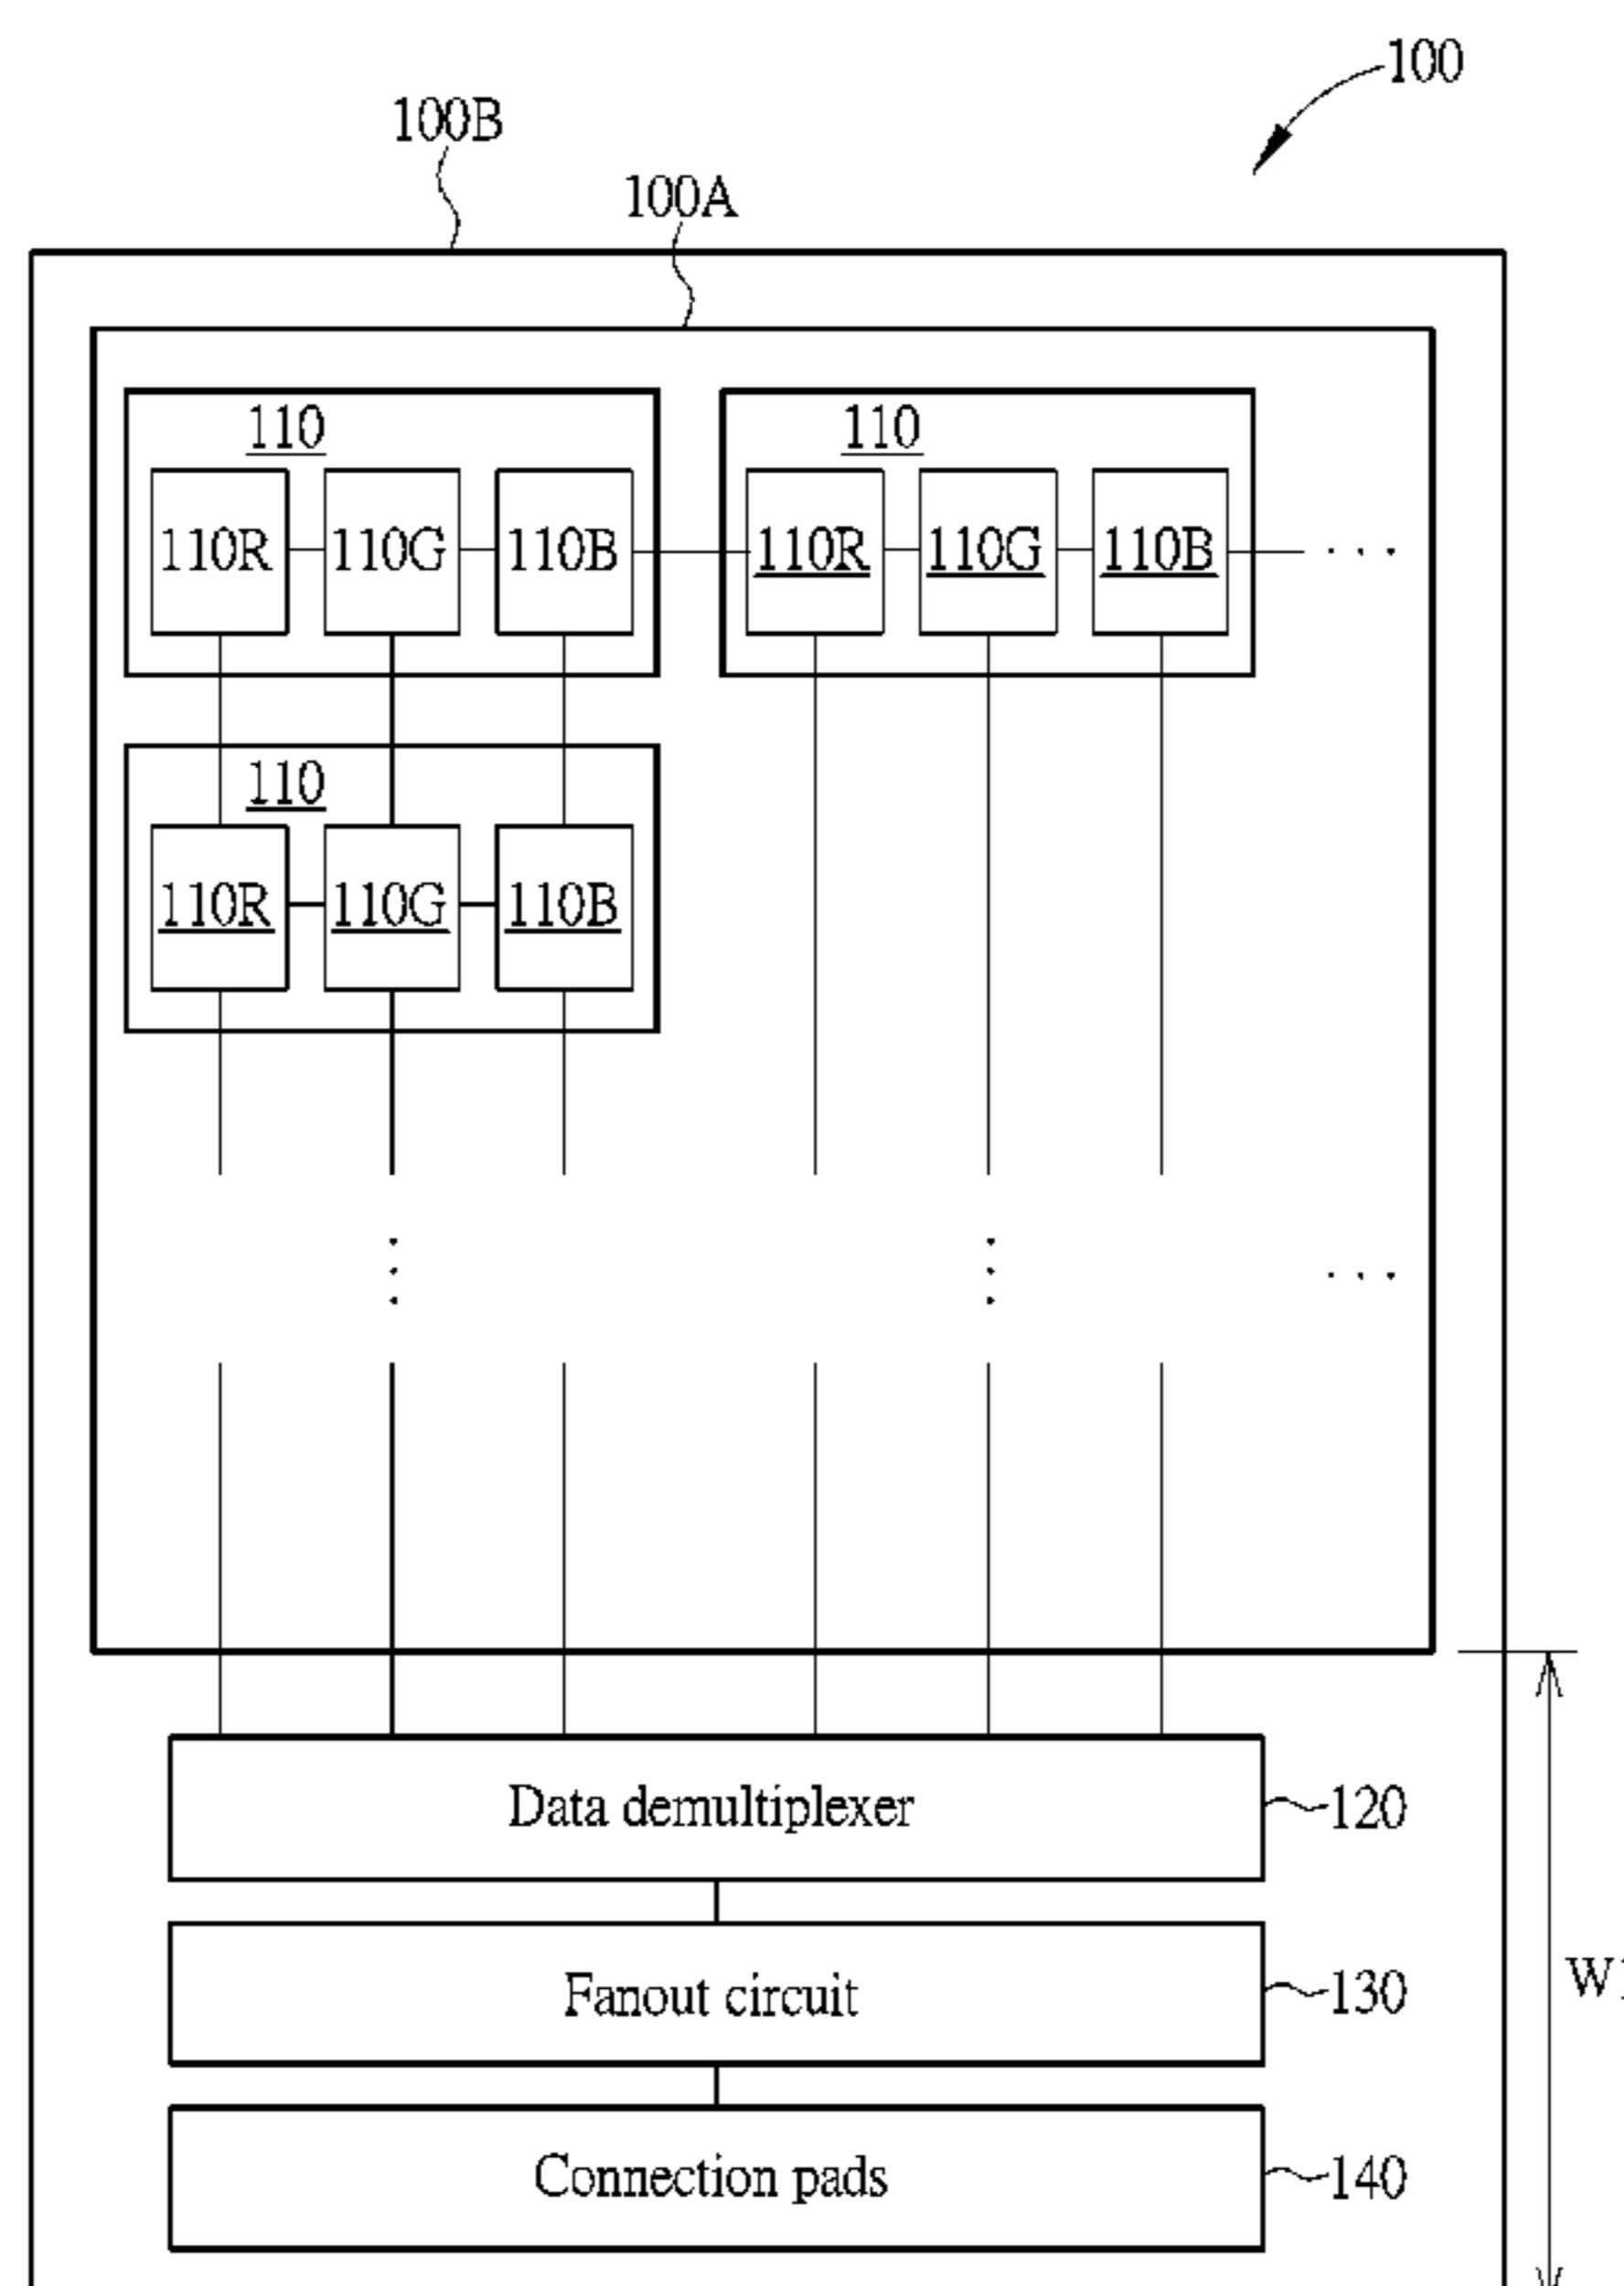 100
100B
100A
110
110
110R 110G 110B 110R 110G 110B . . .
110
110R 110G 110B
. . .
Data demultiplexer 120
Fanout circuit 130
W1
Connection pads 140